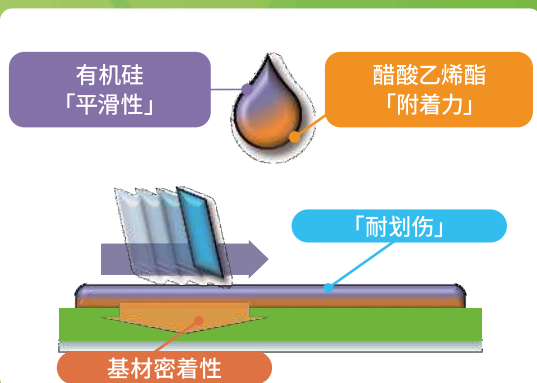 有机硅
「平滑性」
醋酸乙烯酯
「附着力」
「耐划伤」
基材密着性